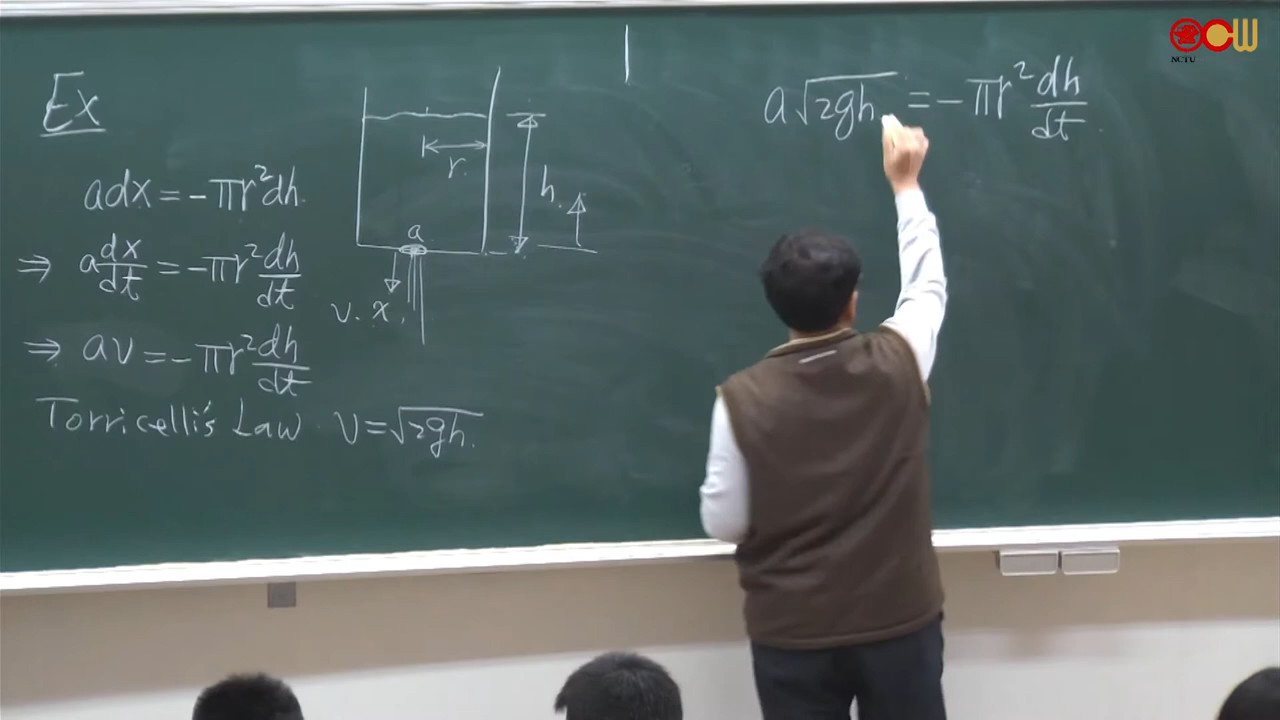 Ex
adx = -πr²dh.
⇒ a dx/dt = -πr² dh/dt
⇒ av = -πr² dh/dt
Torricelli's Law v = √2gh.
r.
h.
a
v. x.
a√2gh. = -πr² dh/dt
OCW
NCTU